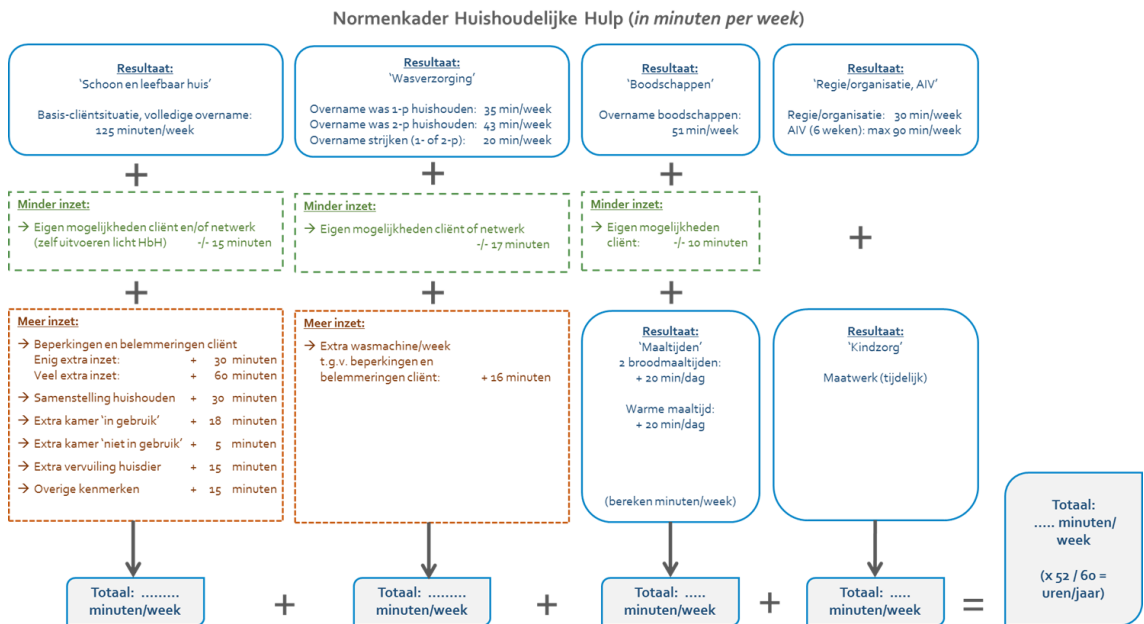 Normenkader Huishoudelijke Hulp (in minuten per week)
Resultaat:
‘Schoon en leefbaar huis’
Basis-cliëntsituatie, volledige overname:
125 minuten/week
Resultaat:
‘Wasverzorging’
Overname was 1-p huishouden: 35 min/week
Overname was 2-p huishouden: 43 min/week
Overname strijken (1- of 2-p): 20 min/week
Resultaat:
‘Boodschappen’
Overname boodschappen:
51 min/week
Resultaat:
‘Regie/organisatie, AIV’
Regie/organisatie: 30 min/week
AIV (6 weken): max 90 min/week
+ + +
Minder inzet:
→ Eigen mogelijkheden cliënt en/of netwerk
(zelf uitvoeren licht HbH) -/- 15 minuten
Minder inzet:
→ Eigen mogelijkheden cliënt of netwerk
-/- 17 minuten
Minder inzet:
→ Eigen mogelijkheden
cliënt: -/- 10 minuten
+
+ + +
Meer inzet:
→ Beperkingen en belemmeringen cliënt
Enig extra inzet: + 30 minuten
Veel extra inzet: + 60 minuten
→ Samenstelling huishouden + 30 minuten
→ Extra kamer ‘in gebruik’ + 18 minuten
→ Extra kamer ‘niet in gebruik’ + 5 minuten
→ Extra vervuiling huisdier + 15 minuten
→ Overige kenmerken + 15 minuten
Meer inzet:
→ Extra wasmachine/week
t.g.v. beperkingen en
belemmeringen cliënt: + 16 minuten
Resultaat:
‘Maaltijden’
2 broodmaaltijden:
+ 20 min/dag
Warme maaltijd:
+ 20 min/dag
(bereken minuten/week)
Resultaat:
‘Kindzorg’
Maatwerk (tijdelijk)
Totaal: .........
minuten/week
+
Totaal: .........
minuten/week
+
Totaal: .....
minuten/week
+
Totaal: .....
minuten/week
=
Totaal:
..... minuten/
week
(x 52 / 60 =
uren/jaar)